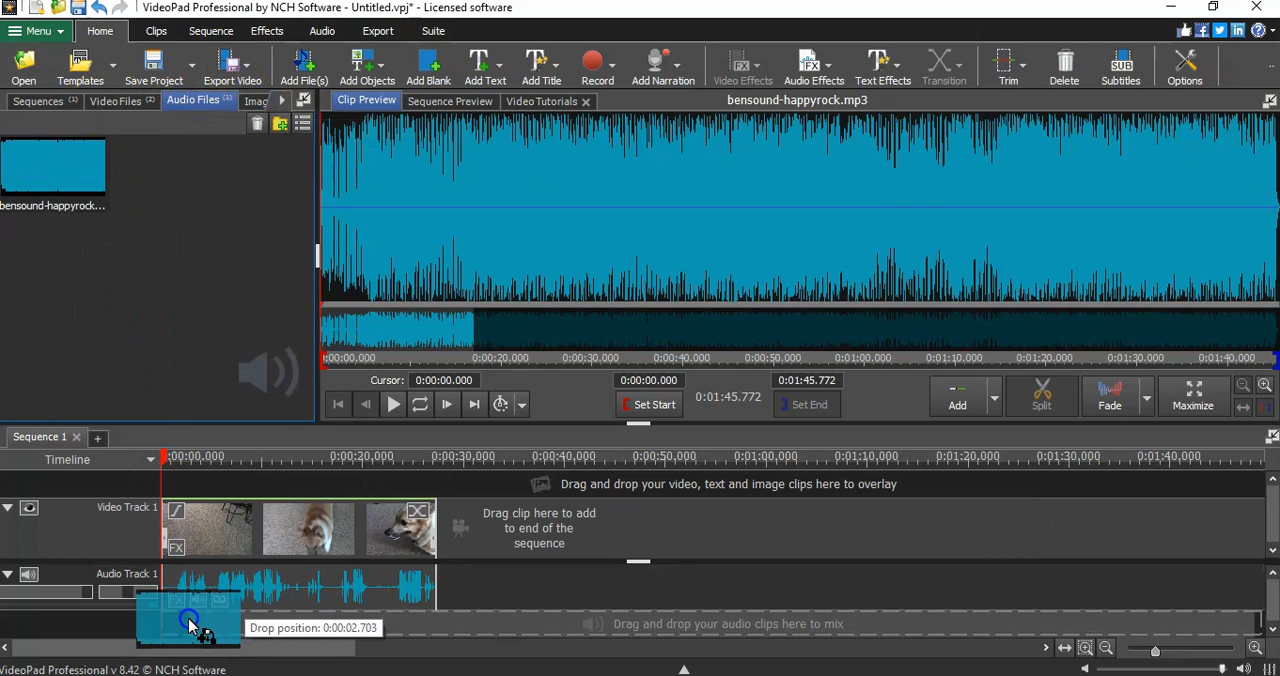 VideoPad Professional by NCH Software - Untitled.vpj* - Licensed software
Menu Home Clips Sequence Effects Audio Export Suite
Open Templates Save Project Export Video Add File(s) Add Objects Add Blank Add Text Add Title Record Add Narration Video Effects Audio Effects Text Effects Transition Trim Delete Subtitles Options
Sequences (1) Video Files (2) Audio Files (1) Imag
Clip Preview Sequence Preview Video Tutorials bensound-happyrock.mp3
bensound-happyrock...
0:00:00.000 0:00:20,000 0:00:30,000 0:00:40,000 0:00:50,000 0:01:00,000 0:01:10,000 0:01:20,000 0:01:30,000 0:01:40,000
Cursor: 0:00:00.000 0:00:00.000 0:01:45.772
Set Start 0:01:45.772 Set End Add Split Fade Maximize
Sequence 1
Timeline 0:00:00,000 0:00:20,000 0:00:30,000 0:00:40,000 0:00:50,000 0:01:00,000 0:01:10,000 0:01:20,000 0:01:30,000 0:01:40,000
Drag and drop your video, text and image clips here to overlay
Video Track 1
Drag clip here to add
to end of the
sequence
FX
Audio Track 1
FX
Drop position: 0:00:02.703 Drag and drop your audio clips here to mix
VideoPad Professional v 8.42 © NCH Software